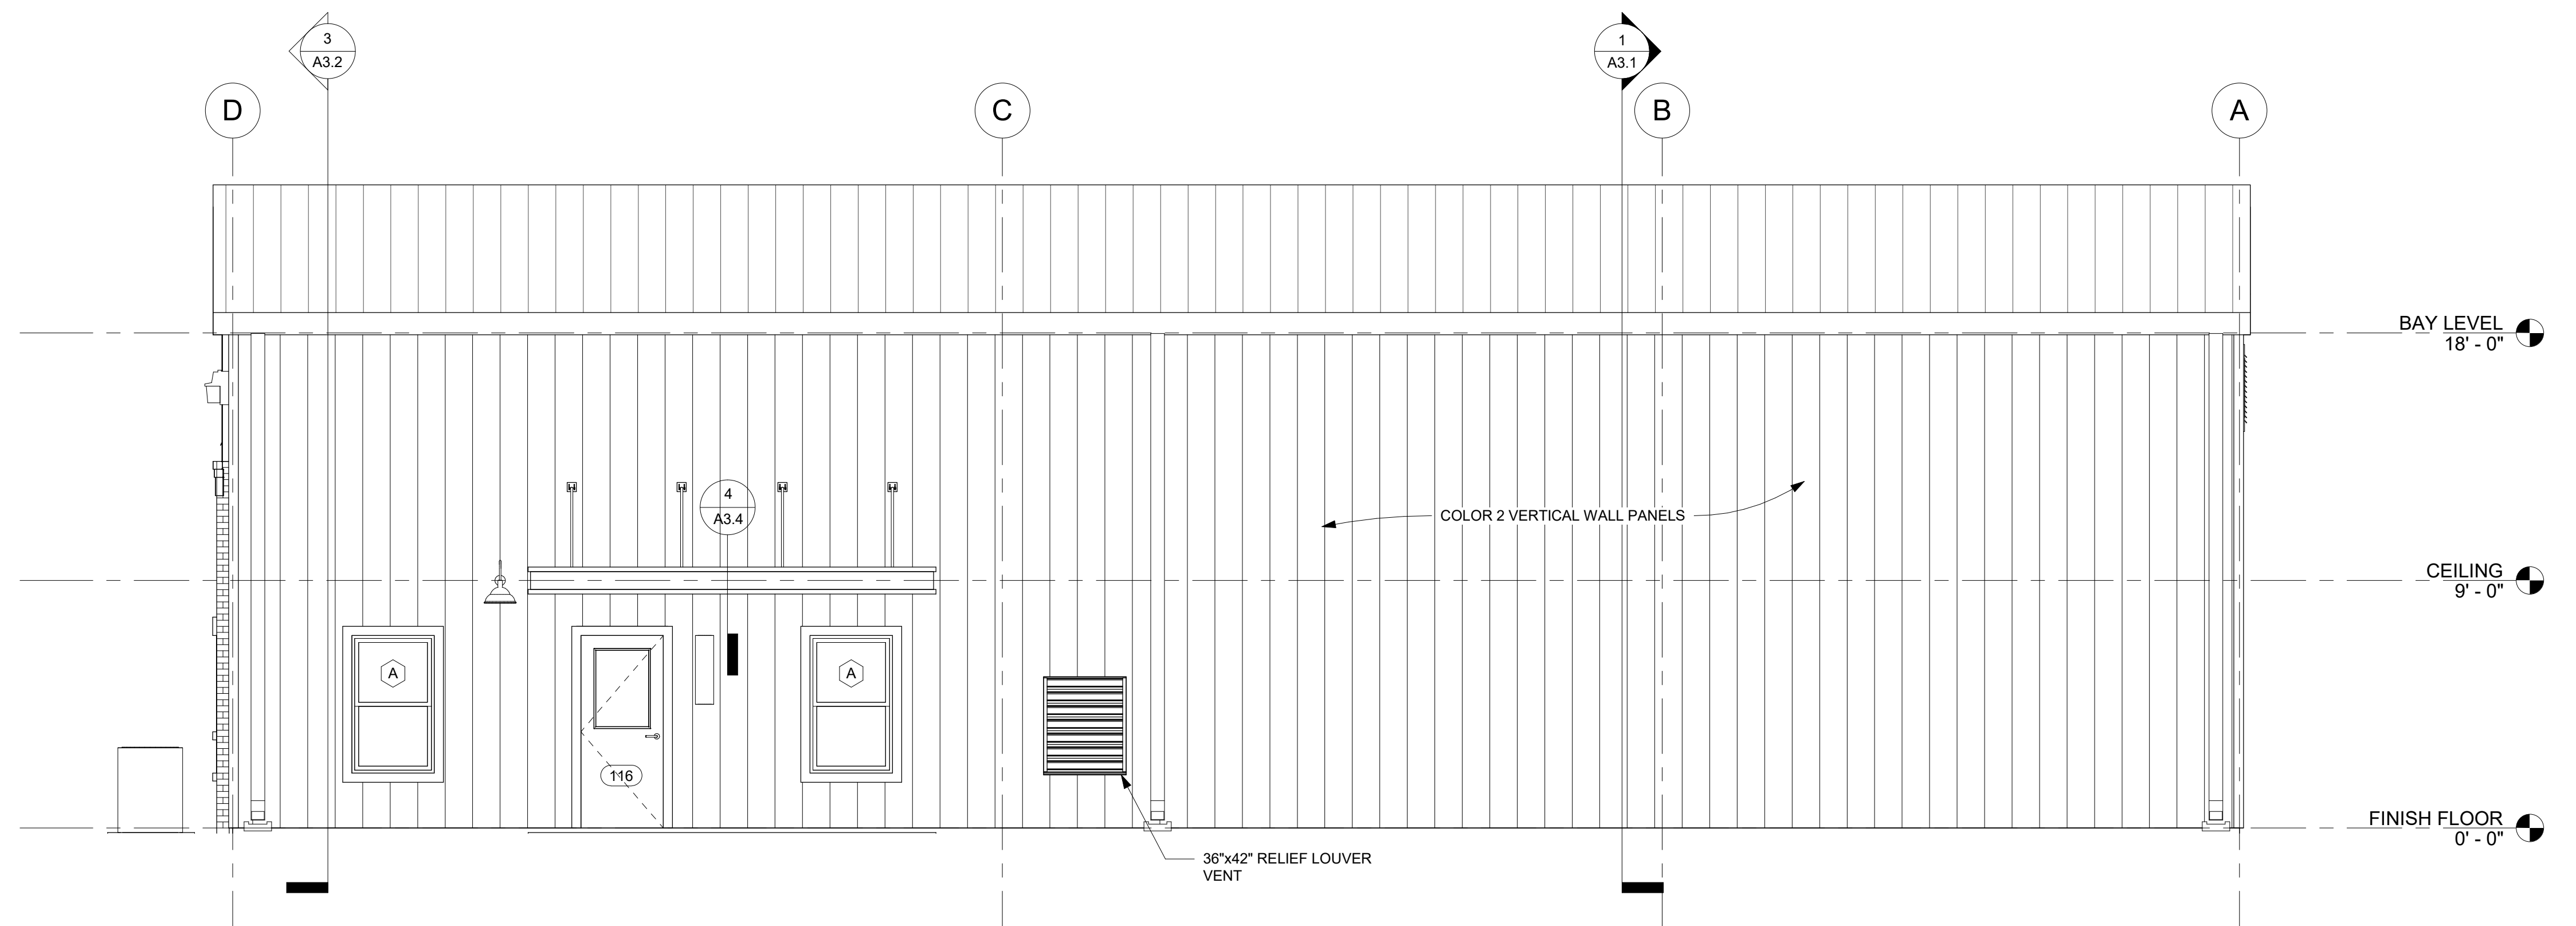 3
A3.2
1
A3.1
D
C
B
A
BAY LEVEL
18' - 0"
4
A3.4
COLOR 2 VERTICAL WALL PANELS
CEILING
9' - 0"
A
A
116
FINISH FLOOR
0' - 0"
36"x42" RELIEF LOUVER
VENT